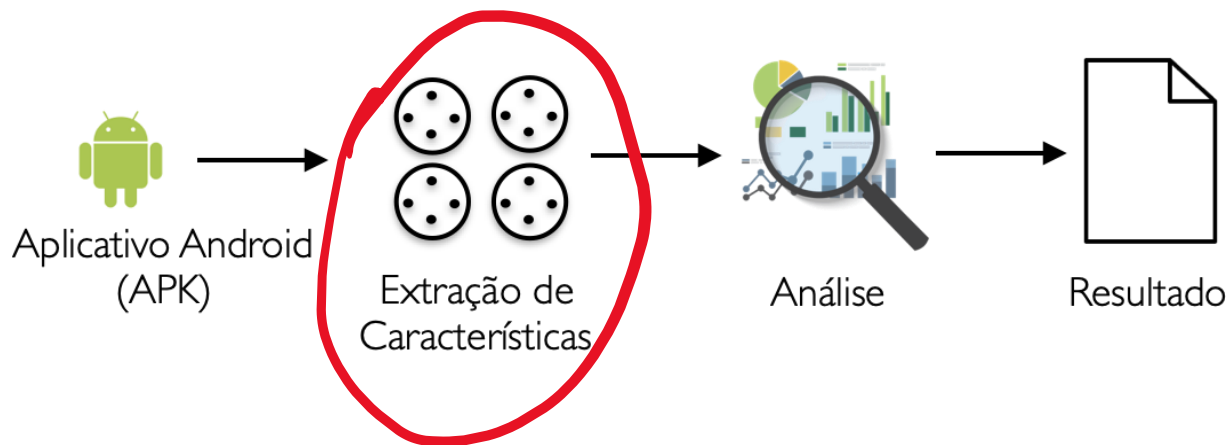 Aplicativo Android
(APK)
Extração de
Características
Análise
Resultado